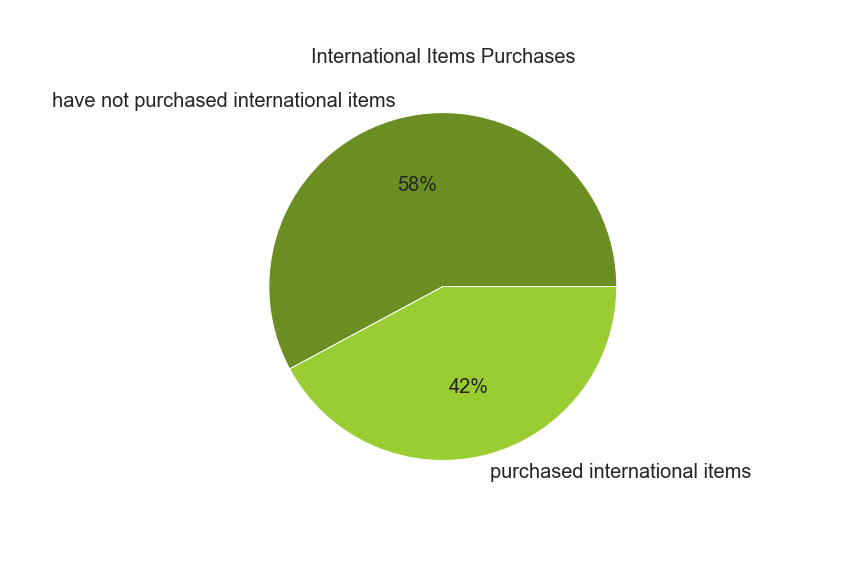 International Items Purchases
have not purchased international items
58%
42%
purchased international items